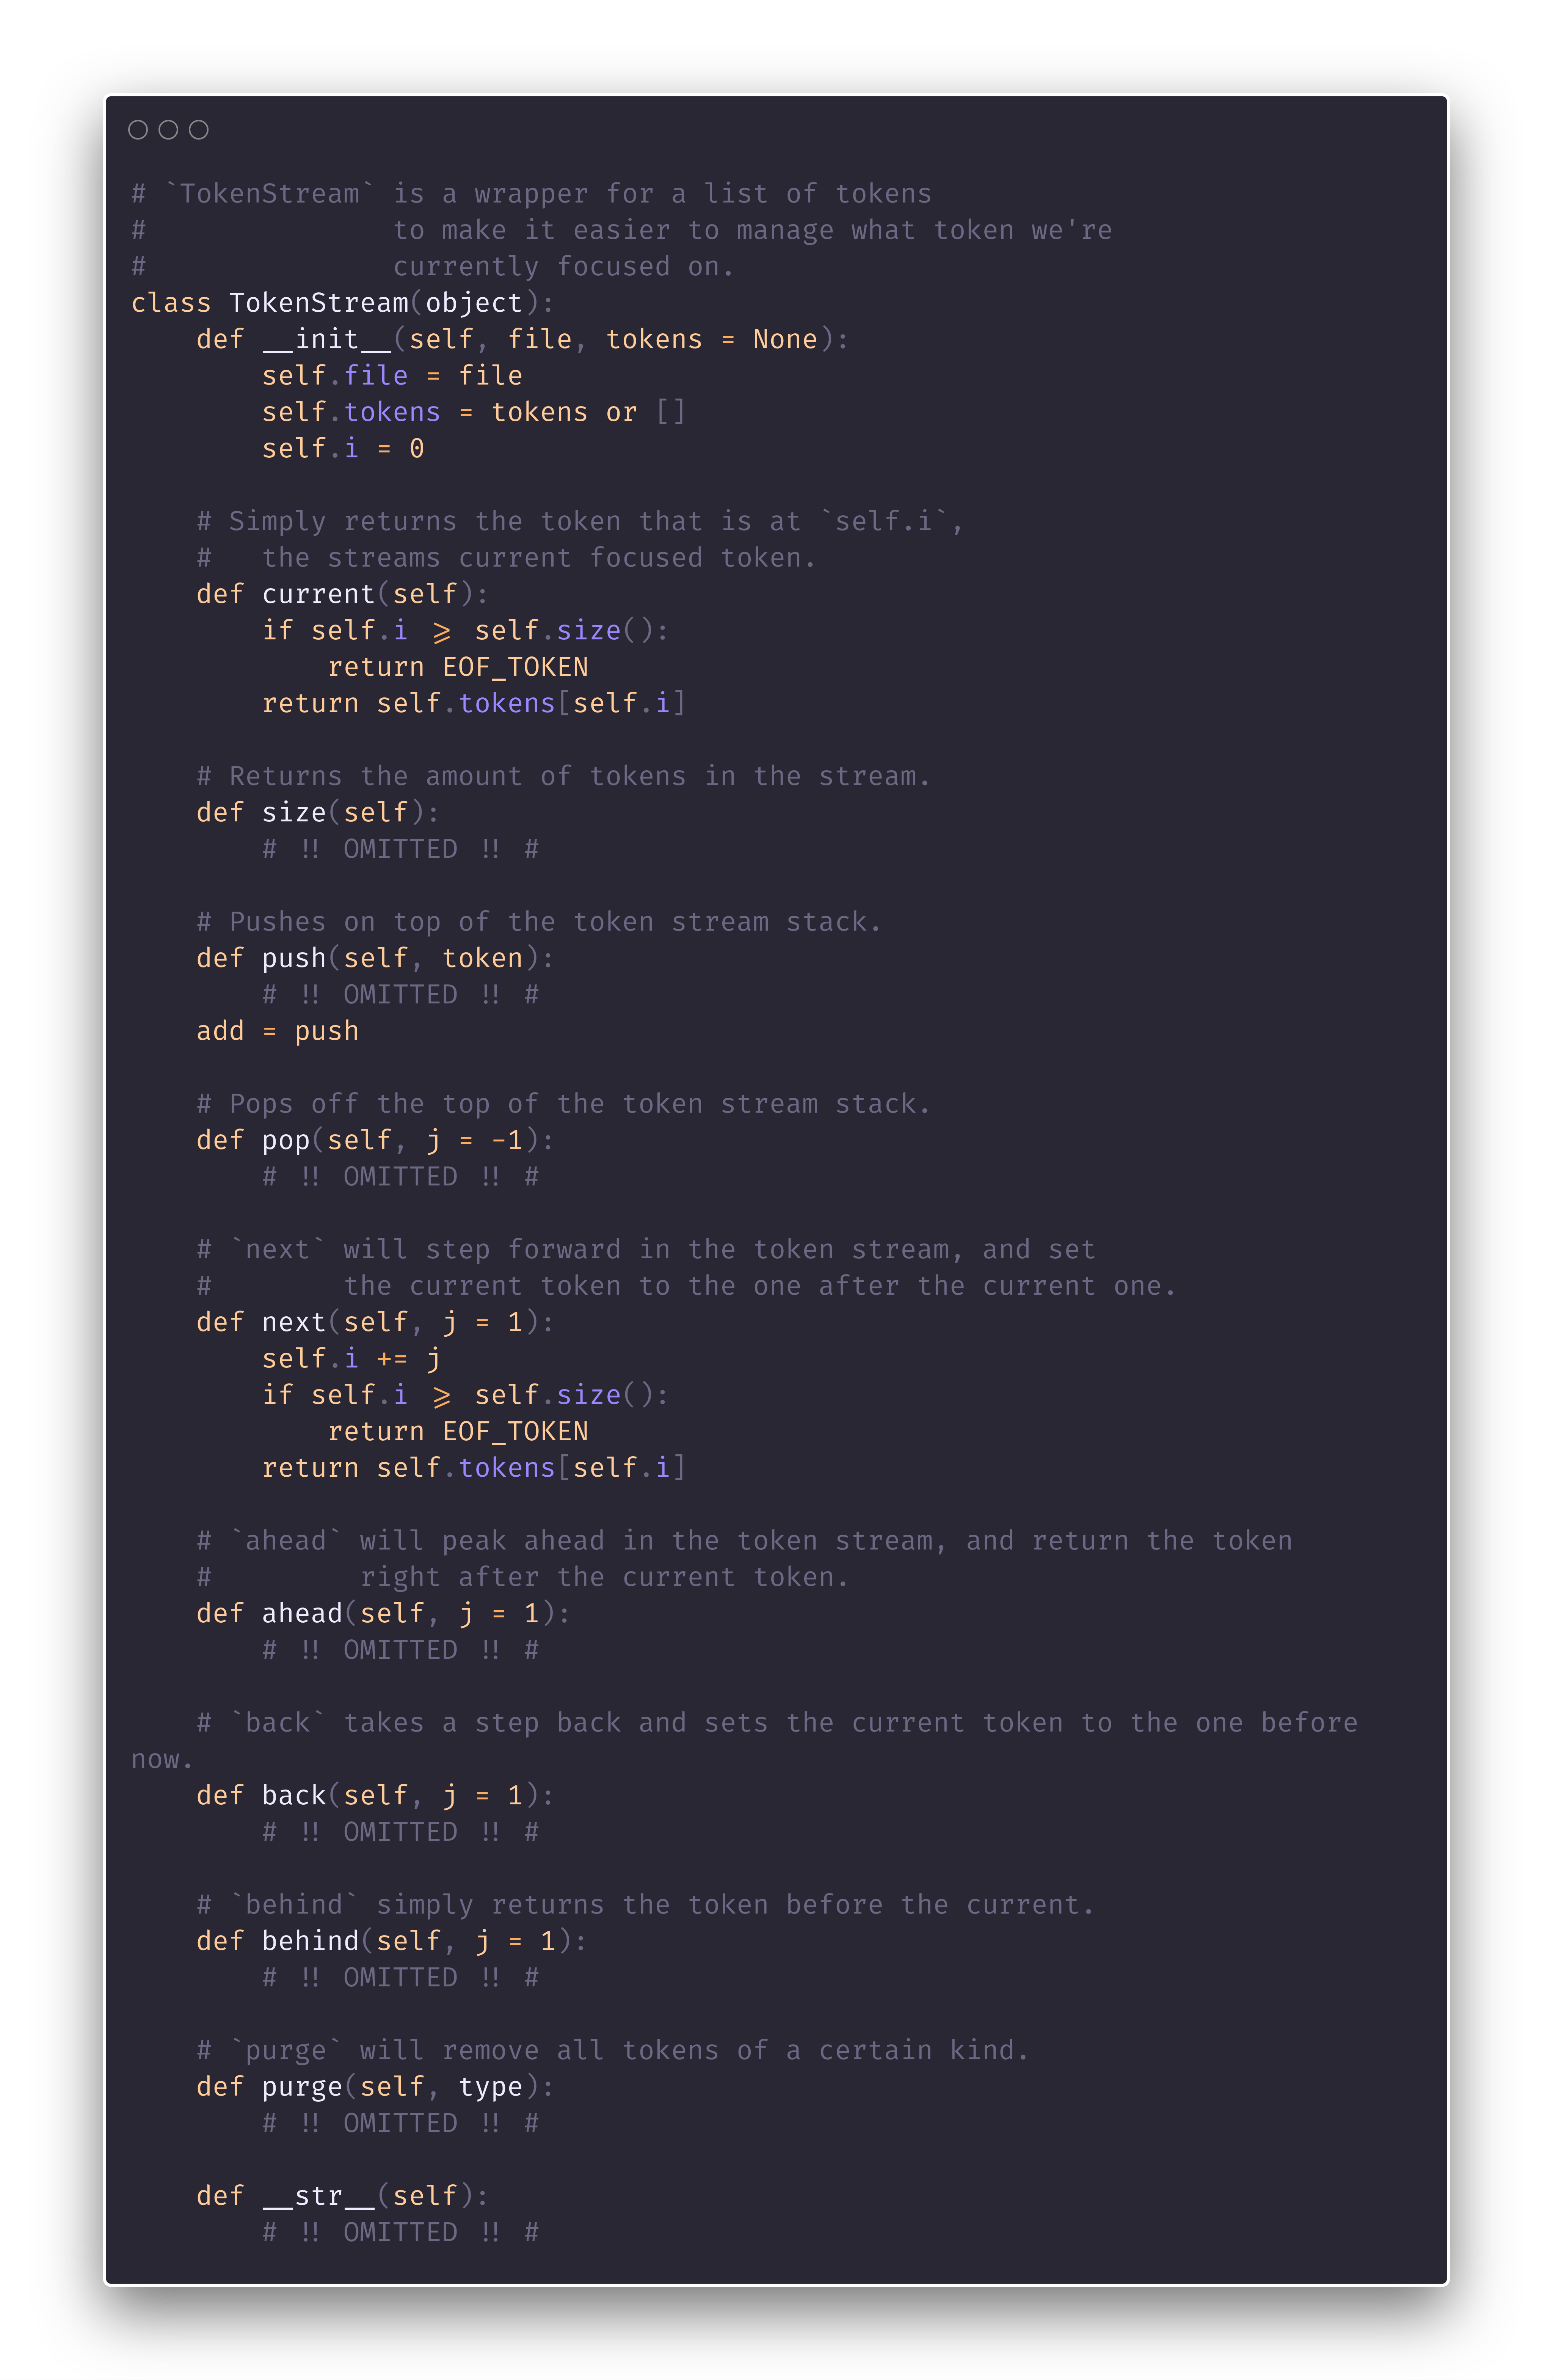 # `TokenStream` is a wrapper for a list of tokens
#               to make it easier to manage what token we're
#               currently focused on.
class TokenStream(object):
    def __init__(self, file, tokens = None):
        self.file = file
        self.tokens = tokens or []
        self.i = 0

    # Simply returns the token that is at `self.i`,
    #   the streams current focused token.
    def current(self):
        if self.i >= self.size():
            return EOF_TOKEN
        return self.tokens[self.i]

    # Returns the amount of tokens in the stream.
    def size(self):
        # !! OMITTED !! #

    # Pushes on top of the token stream stack.
    def push(self, token):
        # !! OMITTED !! #
    add = push

    # Pops off the top of the token stream stack.
    def pop(self, j = -1):
        # !! OMITTED !! #

    # `next` will step forward in the token stream, and set
    #        the current token to the one after the current one.
    def next(self, j = 1):
        self.i += j
        if self.i >= self.size():
            return EOF_TOKEN
        return self.tokens[self.i]

    # `ahead` will peak ahead in the token stream, and return the token
    #         right after the current token.
    def ahead(self, j = 1):
        # !! OMITTED !! #

    # `back` takes a step back and sets the current token to the one before
now.
    def back(self, j = 1):
        # !! OMITTED !! #

    # `behind` simply returns the token before the current.
    def behind(self, j = 1):
        # !! OMITTED !! #

    # `purge` will remove all tokens of a certain kind.
    def purge(self, type):
        # !! OMITTED !! #

    def __str__(self):
        # !! OMITTED !! #